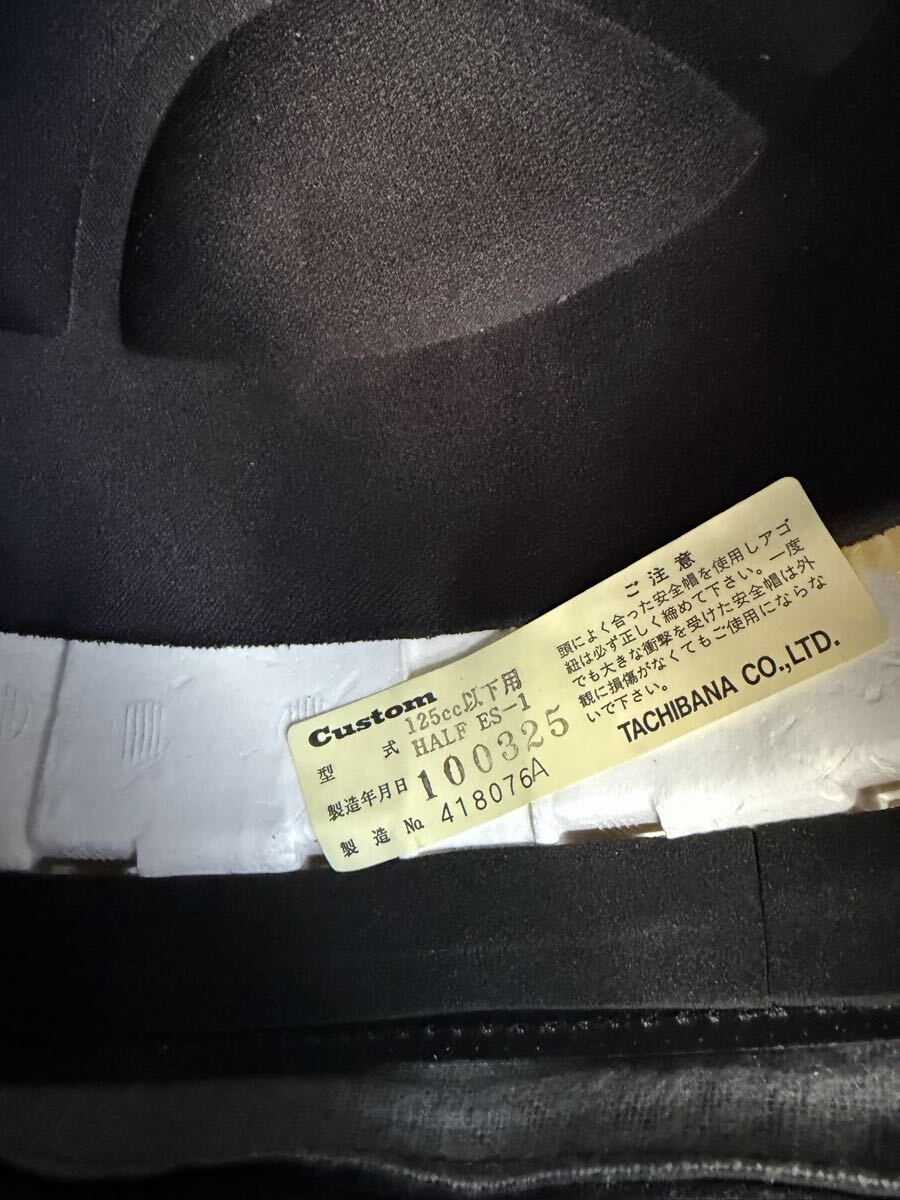 Custom
125cc以下用
型 式 HALF ES-1
製造年月日 100325
製 造 No. 418076A
ご 注 意
頭によく合った安全帽を使用しアゴ
紐は必ず正しく締めて下さい。一度
でも大きな衝撃を受けた安全帽は外
観に損傷がなくてもご使用にならな
いで下さい。
TACHIBANA CO.,LTD.